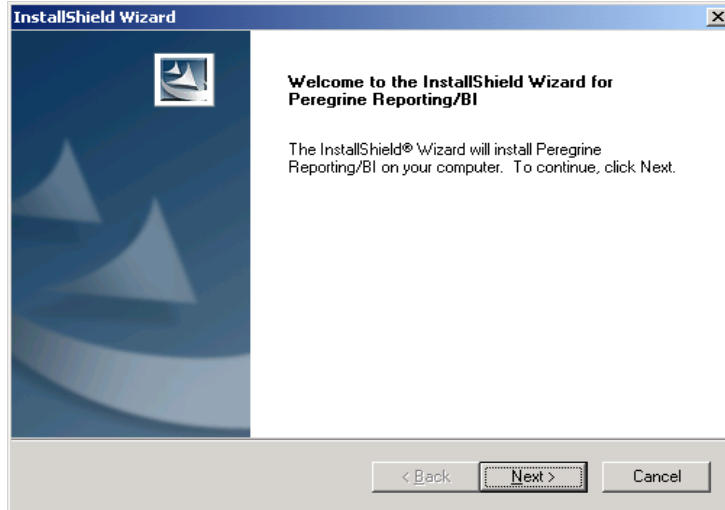 InstallShield Wizard
Welcome to the InstallShield Wizard for
Peregrine Reporting/BI
The InstallShield® Wizard will install Peregrine
Reporting/BI on your computer. To continue, click Next.
< Back
Next >
Cancel